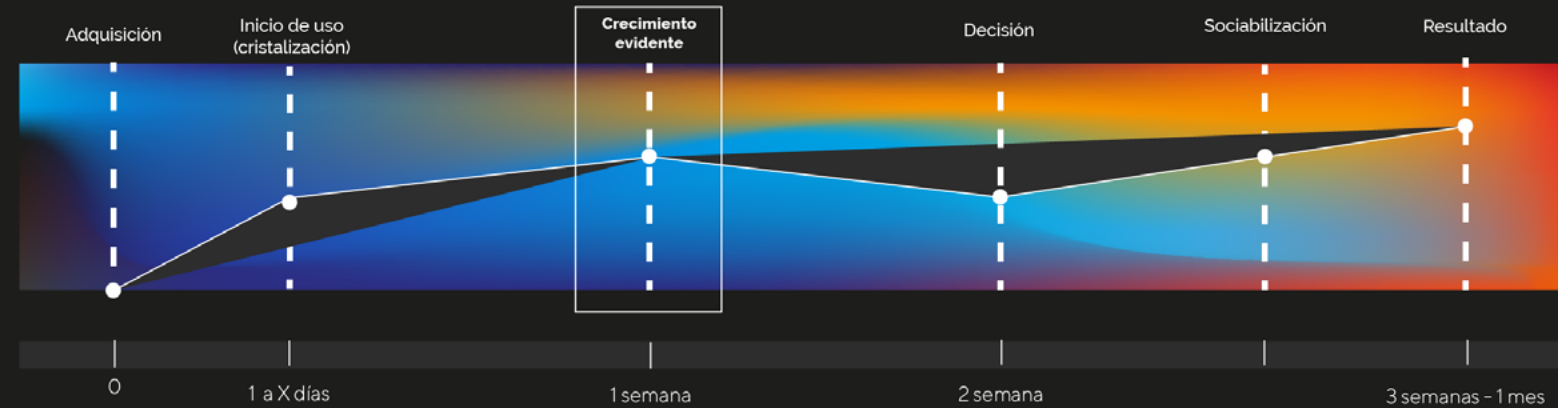 Adquisición
Inicio de uso
(cristalización)
Crecimiento
evidente
Decisión
Sociabilización
Resultado
0
1 a X días
1 semana
2 semana
3 semanas - 1 mes